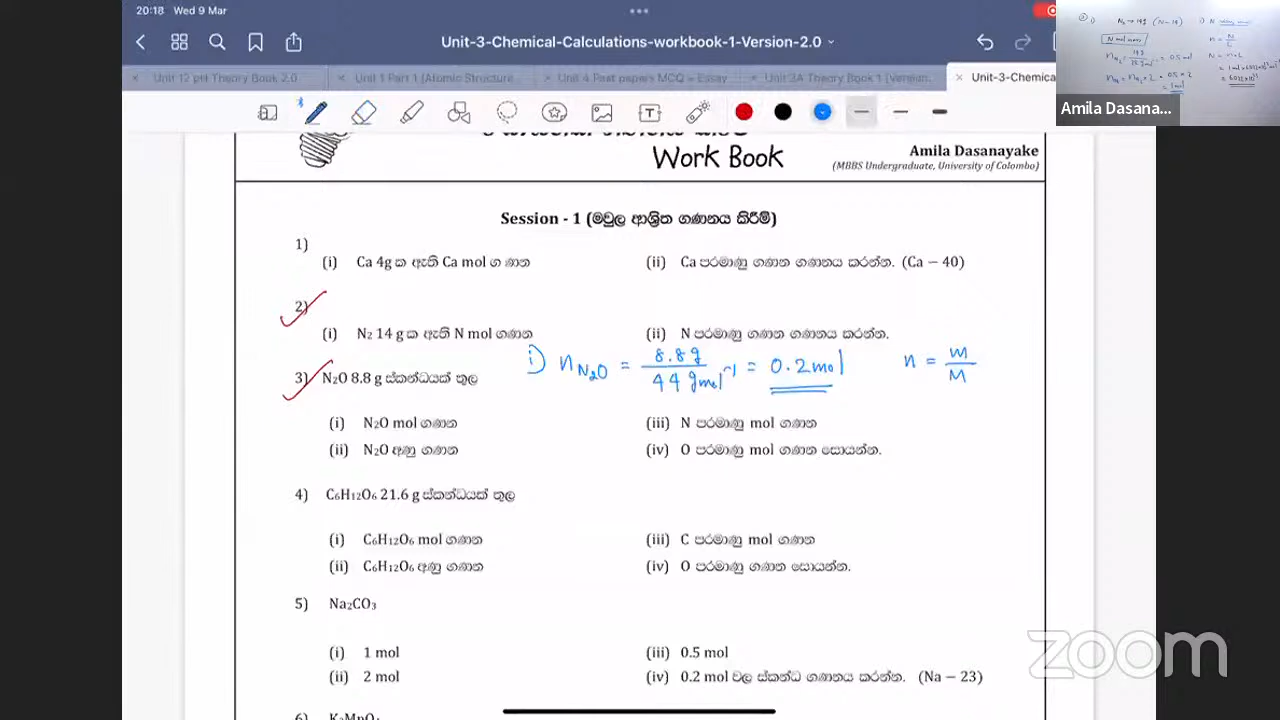 20:18 Wed 9 Mar
Unit-3-Chemical-Calculations-workbook-1-Version-2.0
Unit 12 pH Theory Book 2.0
Unit 1 Part 1 (Atomic Structure
Unit 4 Past papers MCQ + Essay
Unit 3A Theory Book 1 [Version
Unit-3-Chemical-Calcu
Amila Dasana...
Work Book
Amila Dasanayake
(MBBS Undergraduate, University of Colombo)
Session - 1 (මවුල ආශ්‍රිත ගණනය කිරීම්)
1)
(i) Ca 4g ක ඇති Ca mol ග ණන
(ii) Ca පරමාණු ගණන ගණනය කරන්න. (Ca – 40)
2)
(i) N₂ 14 g ක ඇති N mol ගණන
(ii) N පරමාණු ගණන ගණනය කරන්න.
i) n N₂O = 8.8g / 44 gmol⁻¹ = 0.2mol
n = m / M
3) N₂O 8.8 g ස්කන්ධයක් තුල
(i) N₂O mol ගණන
(iii) N පරමාණු mol ගණන
(ii) N₂O අණු ගණන
(iv) O පරමාණු mol ගණන සොයන්න.
4) C₆H₁₂O₆ 21.6 g ස්කන්ධයක් තුල
(i) C₆H₁₂O₆ mol ගණන
(iii) C පරමාණු mol ගණන
(ii) C₆H₁₂O₆ අණු ගණන
(iv) O පරමාණු ගණන සොයන්න.
5) Na₂CO₃
(i) 1 mol
(iii) 0.5 mol
(ii) 2 mol
(iv) 0.2 mol වල ස්කන්ධ ගණනය කරන්න. (Na – 23)
6) K₂MnO₄
zoom